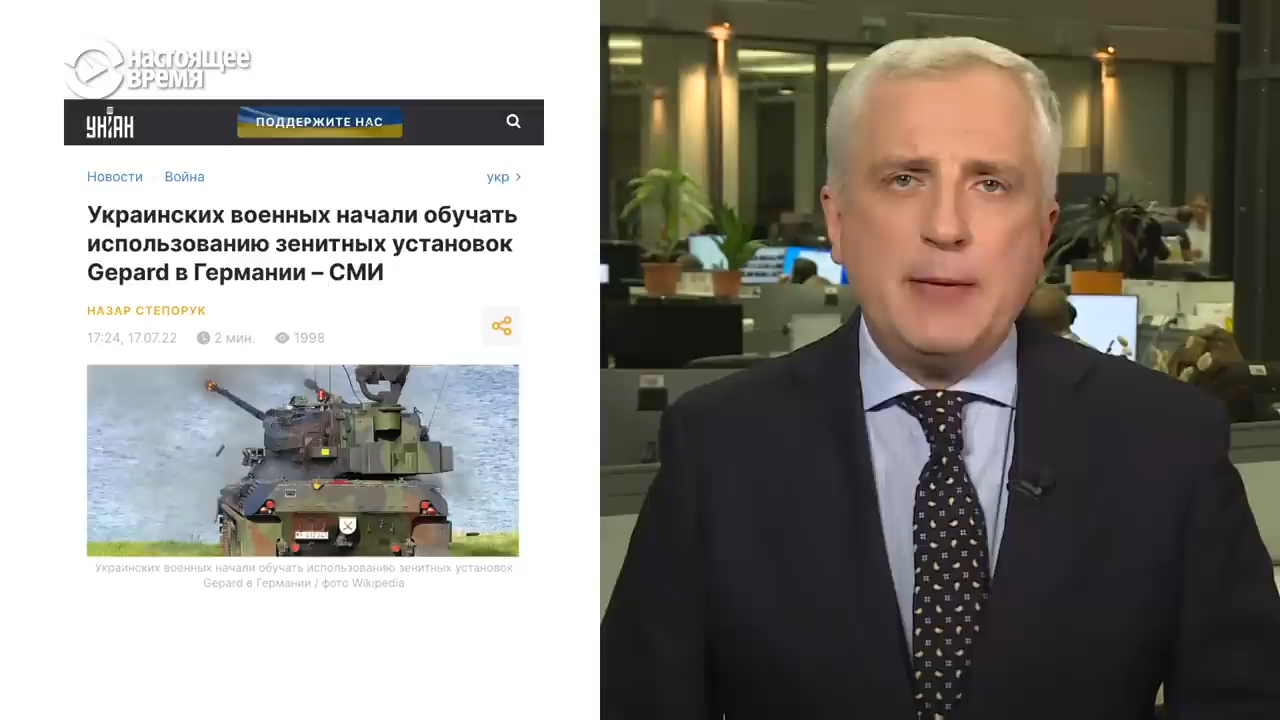 НАСТОЯЩЕЕ
ВРЕМЯ
УНІАН
ПОДДЕРЖИТЕ НАС
Новости
Война
укр
Украинских военных начали обучать
использованию зенитных установок
Gepard в Германии – СМИ
НАЗАР СТЕПОРУК
17:24, 17.07.22
2 мин.
1998
Украинских военных начали обучать использованию зенитных установок
Gepard в Германии / фото Wikipedia